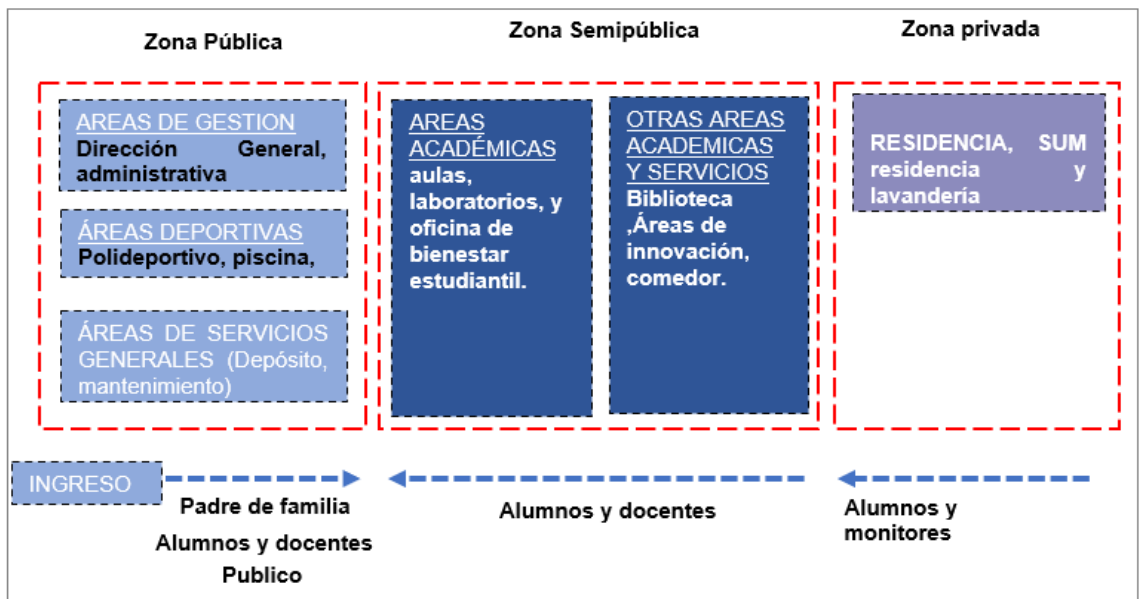 Zona Pública
Zona Semipública
Zona privada
AREAS DE GESTION
Dirección General,
administrativa
ÁREAS DEPORTIVAS
Polideportivo, piscina,
ÁREAS DE SERVICIOS
GENERALES (Depósito,
mantenimiento)
AREAS
ACADÉMICAS
aulas,
laboratorios, y
oficina de
bienestar
estudiantil.
OTRAS AREAS
ACADEMICAS
Y SERVICIOS
Biblioteca
,Áreas de
innovación,
comedor.
RESIDENCIA, SUM
residencia y
lavandería
INGRESO
Padre de familia
Alumnos y docentes
Publico
Alumnos y docentes
Alumnos y
monitores